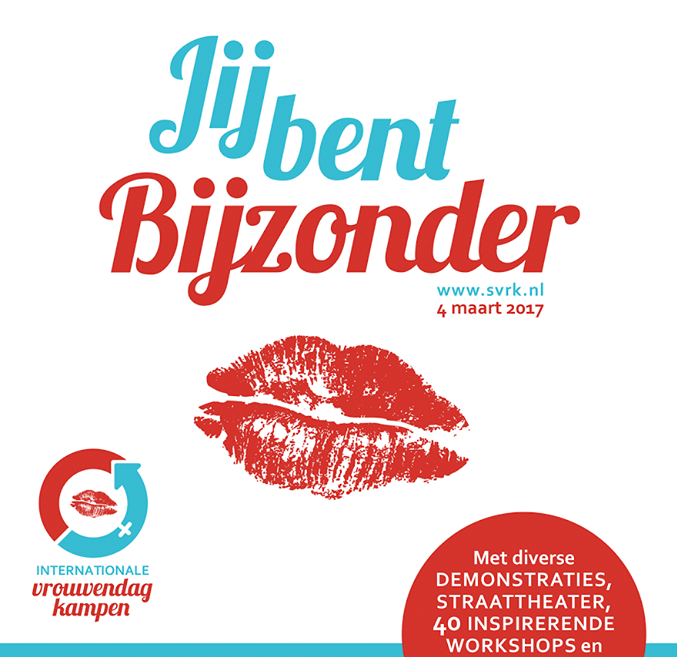 Jij
bent
Bijzonder
www.svrk.nl
4 maart 2017
INTERNATIONALE
vrouwendag
kampen
Met diverse
DEMONSTRATIES,
STRAATTHEATER,
40 INSPIRERENDE
WORKSHOPS en